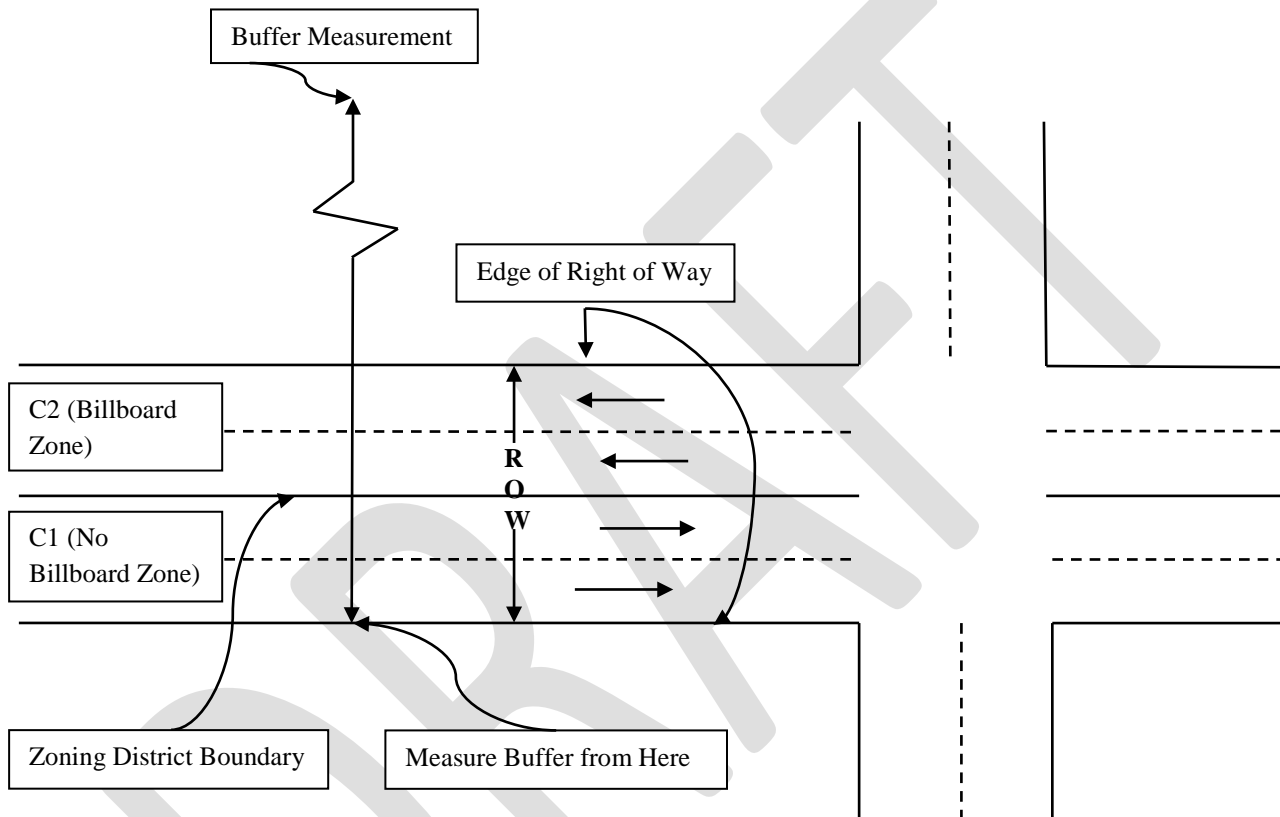 Buffer Measurement
Edge of Right of Way
C2 (Billboard
Zone)
R
O
W
C1 (No
Billboard Zone)
Zoning District Boundary
Measure Buffer from Here
DRAFT